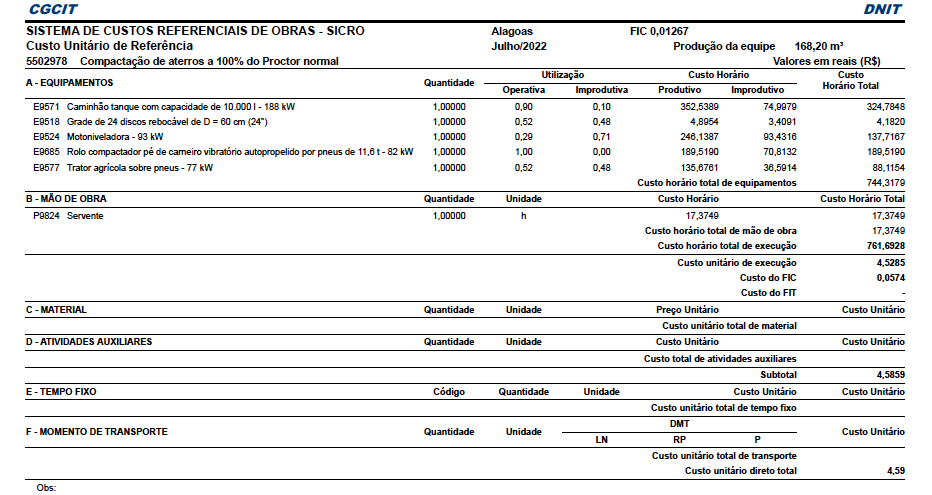 CGCIT DNIT
SISTEMA DE CUSTOS REFERENCIAIS DE OBRAS - SICRO Alagoas FIC 0,01267
Custo Unitário de Referência Julho/2022 Produção da equipe 168,20 m³
5502978 Compactação de aterros a 100% do Proctor normal Valores em reais (R$)
A - EQUIPAMENTOS Quantidade Utilização Custo Horário Custo Horário Total
Operativa Improdutiva Produtivo Improdutivo
E9571 Caminhão tanque com capacidade de 10.000 l - 188 kW 1,00000 0,90 0,10 352,5389 74,9979 324,7848
E9518 Grade de 24 discos rebocável de D = 60 cm (24") 1,00000 0,52 0,48 4,8954 3,4091 4,1820
E9524 Motoniveladora - 93 kW 1,00000 0,29 0,71 246,1387 93,4316 137,7167
E9685 Rolo compactador pé de carneiro vibratório autopropelido por pneus de 11,6 t - 82 kW 1,00000 1,00 0,00 189,5190 70,8132 189,5190
E9577 Trator agrícola sobre pneus - 77 kW 1,00000 0,52 0,48 135,6761 36,5914 88,1154
Custo horário total de equipamentos 744,3179
B - MÃO DE OBRA Quantidade Unidade Custo Horário Custo Horário Total
P9824 Servente 1,00000 h 17,3749 17,3749
Custo horário total de mão de obra 17,3749
Custo horário total de execução 761,6928
Custo unitário de execução 4,5285
Custo do FIC 0,0574
Custo do FIT -
C - MATERIAL Quantidade Unidade Preço Unitário Custo Unitário
Custo unitário total de material
D - ATIVIDADES AUXILIARES Quantidade Unidade Custo Unitário Custo Unitário
Custo total de atividades auxiliares
Subtotal 4,5859
E - TEMPO FIXO Código Quantidade Unidade Custo Unitário Custo Unitário
Custo unitário total de tempo fixo
F - MOMENTO DE TRANSPORTE Quantidade Unidade DMT Custo Unitário
LN RP P
Custo unitário total de transporte
Custo unitário direto total 4,59
Obs: